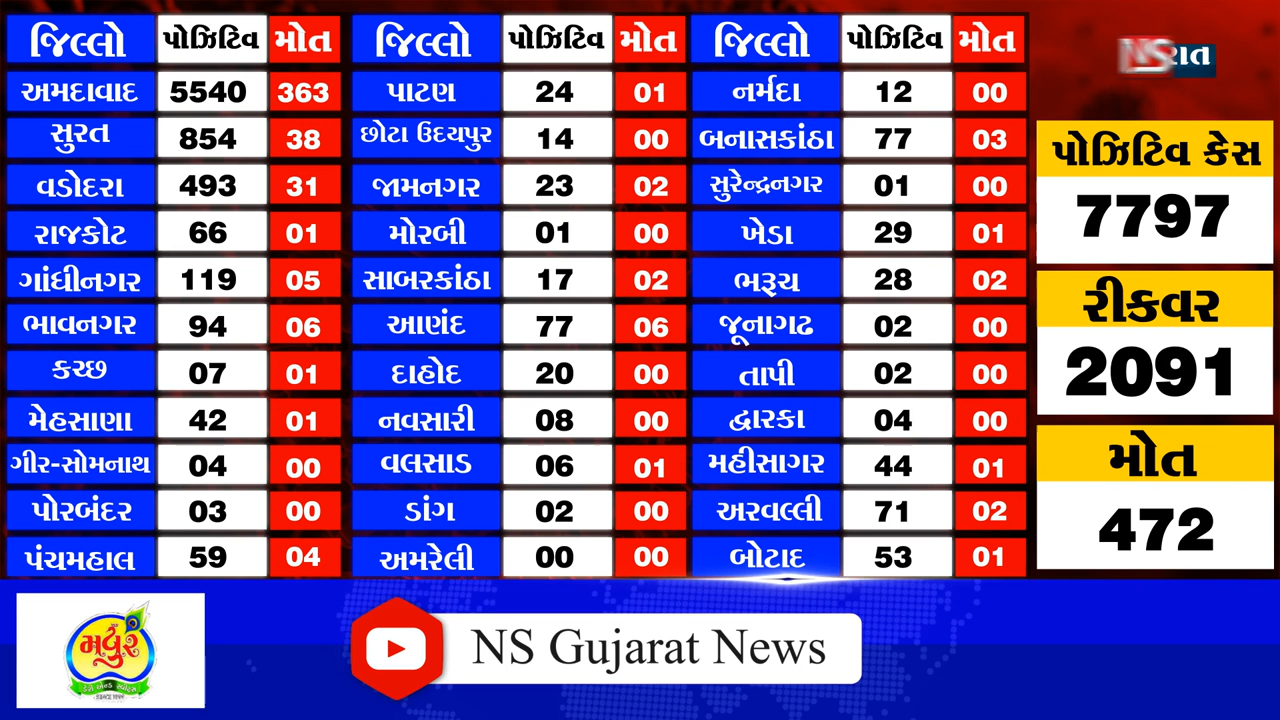 જિલ્લો પોઝિટિવ મોત જિલ્લો પોઝિટિવ મોત જિલ્લો પોઝિટિવ મોત
અમદાવાદ 5540 363 પાટણ 24 01 નર્મદા 12 00
સુરત 854 38 છોટા ઉદયપુર 14 00 બનાસકાંઠા 77 03
વડોદરા 493 31 જામનગર 23 02 સુરેન્દ્રનગર 01 00
રાજકોટ 66 01 મોરબી 01 00 ખેડા 29 01
ગાંધીનગર 119 05 સાબરકાંઠા 17 02 ભરૂચ 28 02
ભાવનગર 94 06 આણંદ 77 06 જૂનાગઢ 02 00
કચ્છ 07 01 દાહોદ 20 00 તાપી 02 00
મેહસાણા 42 01 નવસારી 08 00 દ્વારકા 04 00
ગીર-સોમનાથ 04 00 વલસાડ 06 01 મહીસાગર 44 01
પોરબંદર 03 00 ડાંગ 02 00 અરવલ્લી 71 02
પંચમહાલ 59 04 અમરેલી 00 00 બોટાદ 53 01
NS રાત
પોઝિટિવ કેસ
7797
રીકવર
2091
મોત
472
મયુર
NS Gujarat News